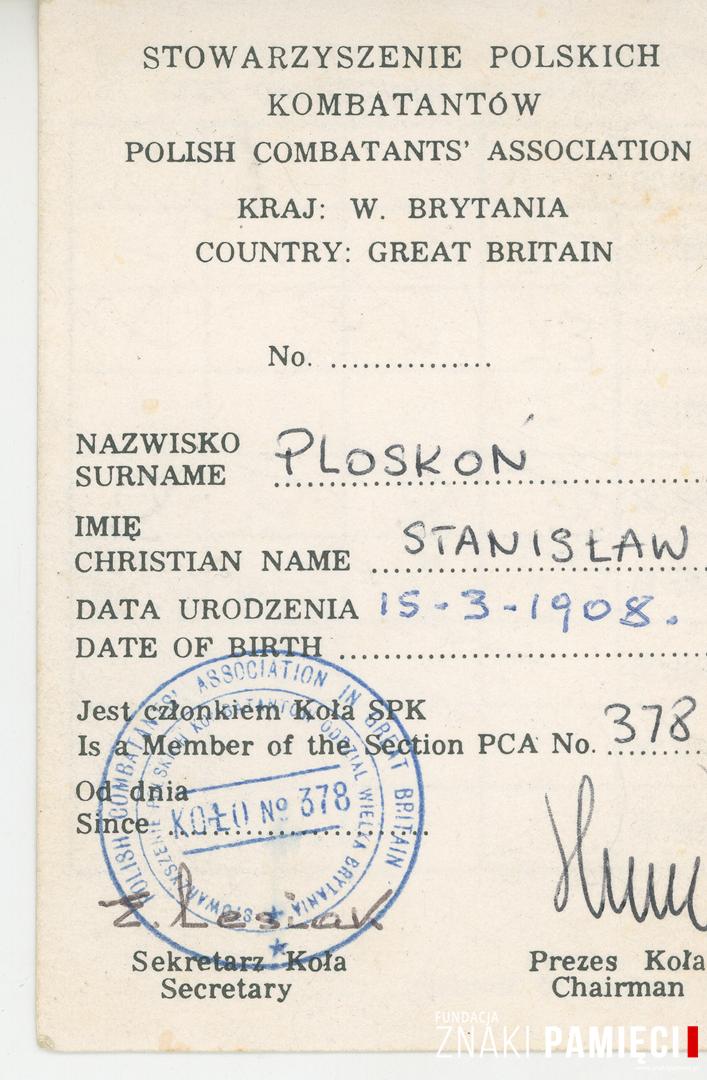 STOWARZYSZENIE POLSKICH
KOMBATANTÓW
POLISH COMBATANTS' ASSOCIATION
KRAJ: W. BRYTANIA
COUNTRY: GREAT BRITAIN
No. ...............
NAZWISKO
SURNAME PLOSKOŃ
IMIĘ
CHRISTIAN NAME STANISŁAW
DATA URODZENIA 15-3-1908.
DATE OF BIRTH
Jest członkiem Koła SPK
Is a Member of the Section PCA No. 378
Od dnia
Since
POLISH COMBATANTS' ASSOCIATION IN GREAT BRITAIN
STOWARZYSZENIE POLSKICH KOMBATANTÓW ODDZIAŁ WIELKA BRYTANIA
KOŁO Nº 378
Z. Lesiak
Sekretarz Koła
Secretary
Prezes Koła
Chairman
FUNDACJA
ZNAKI PAMIĘCI